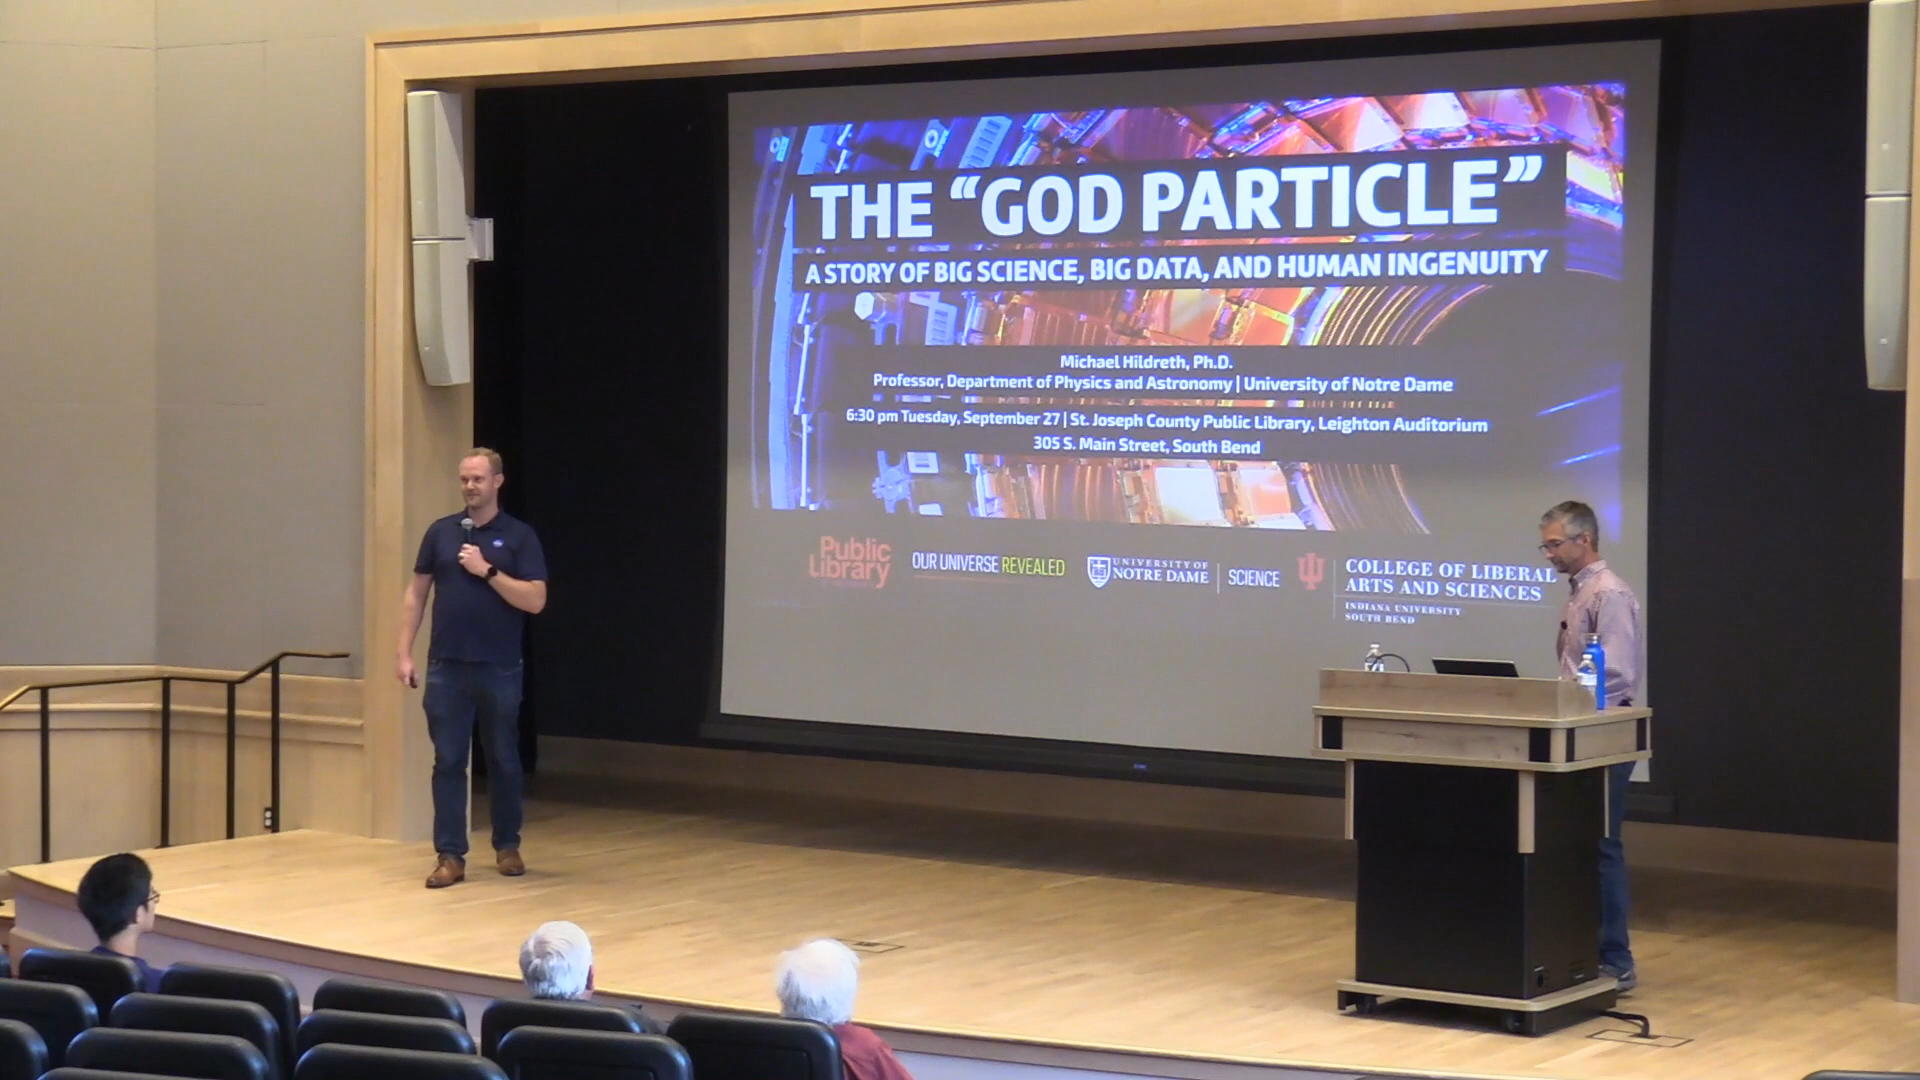 THE “GOD PARTICLE”
A STORY OF BIG SCIENCE, BIG DATA, AND HUMAN INGENUITY
Michael Hildreth, Ph.D.
Professor, Department of Physics and Astronomy | University of Notre Dame
6:30 pm Tuesday, September 27 | St. Joseph County Public Library, Leighton Auditorium
305 S. Main Street, South Bend
Public
Library
OUR UNIVERSE REVEALED
UNIVERSITY OF
NOTRE DAME | SCIENCE
COLLEGE OF LIBERAL
ARTS AND SCIENCES
INDIANA UNIVERSITY
SOUTH BEND